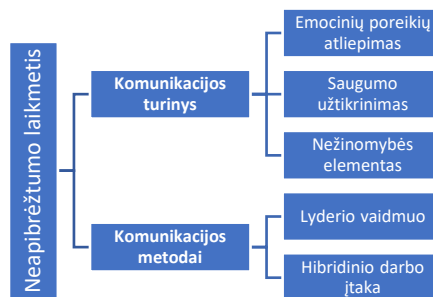 Neapibrėžtumo laikmetis
Komunikacijos
turinys
Emocinių poreikių
atliepimas
Saugumo
užtikrinimas
Nežinomybės
elementas
Komunikacijos
metodai
Lyderio vaidmuo
Hibridinio darbo
įtaka